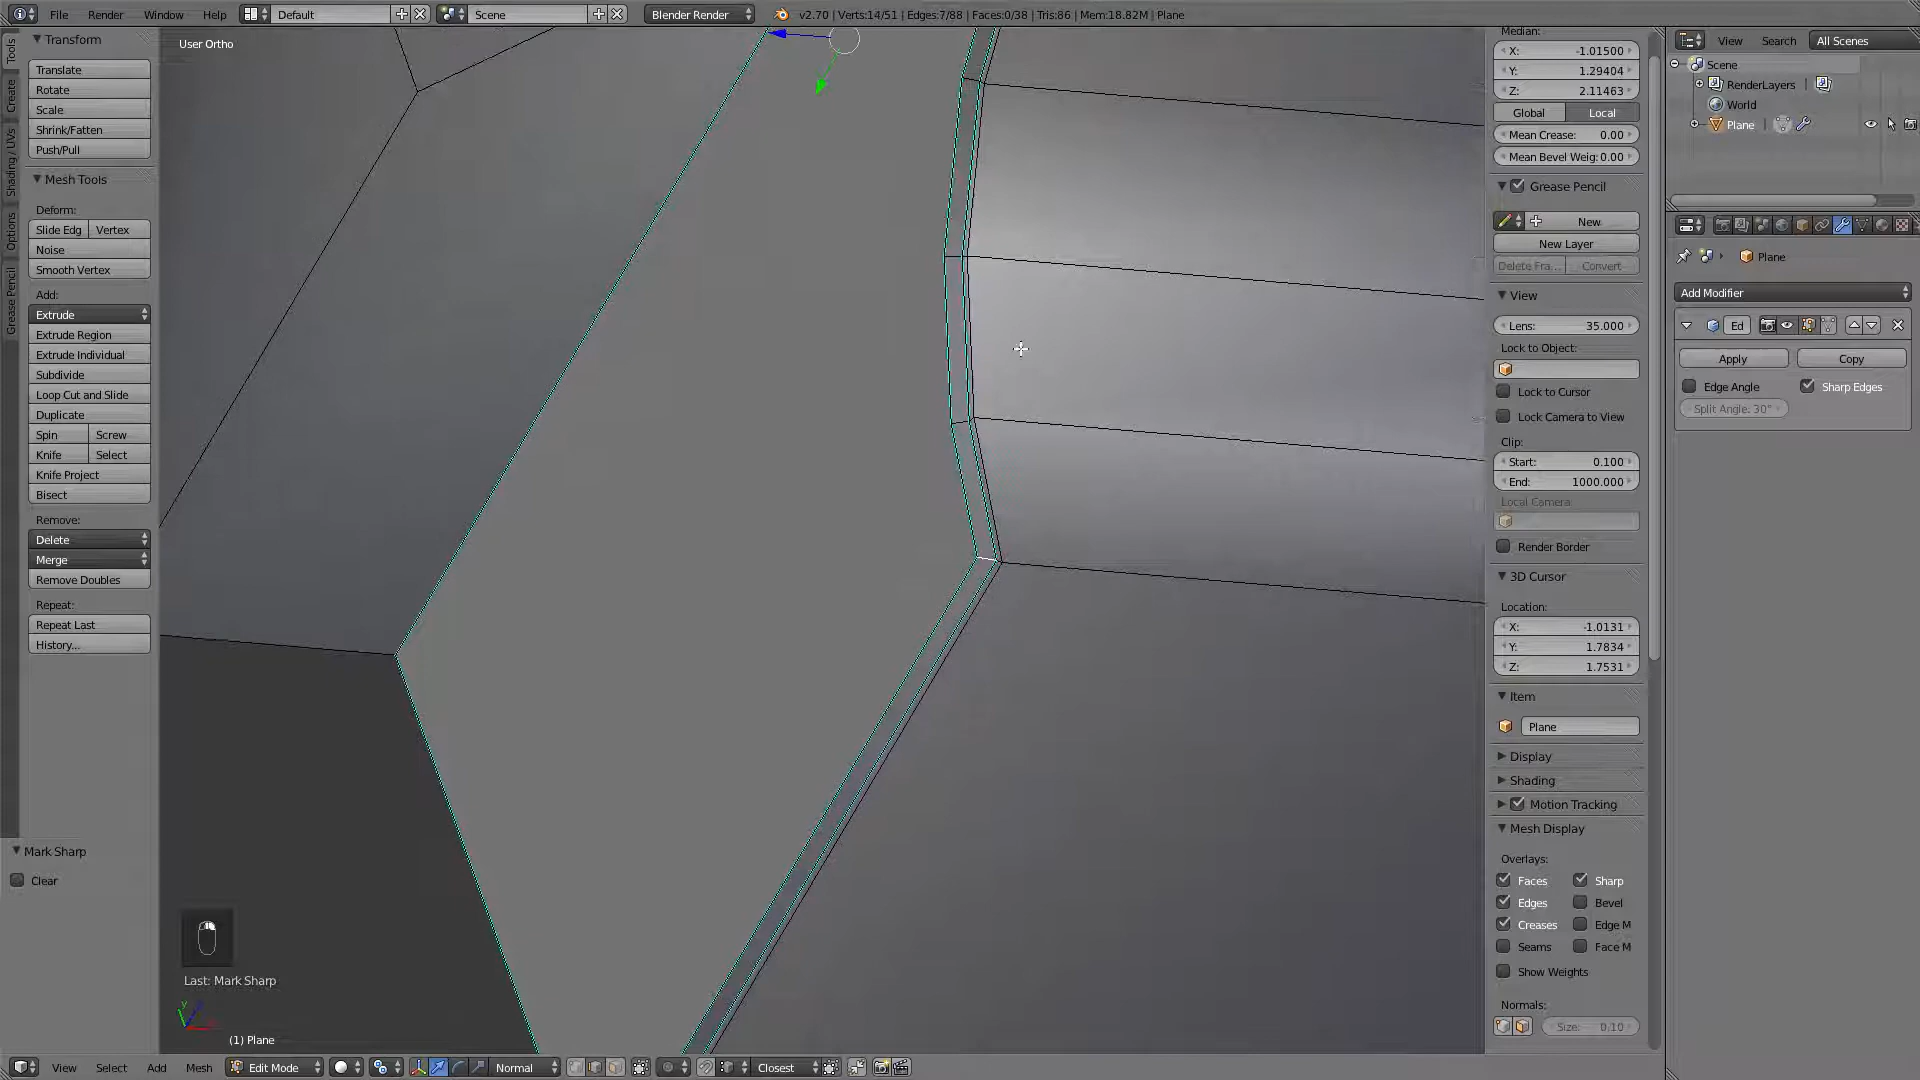 File Render Window Help Default Scene Blender Render v2.70 | Verts:14/51 | Edges:7/88 | Faces:0/38 | Tris:86 | Mem:18.82M | Plane
Tools
Create
Shading / UVs
Options
Grease Pencil
Transform
Translate
Rotate
Scale
Shrink/Fatten
Push/Pull
Mesh Tools
Deform:
Slide Edg Vertex
Noise
Smooth Vertex
Add:
Extrude
Extrude Region
Extrude Individual
Subdivide
Loop Cut and Slide
Duplicate
Spin Screw
Knife Select
Knife Project
Bisect
Remove:
Delete
Merge
Remove Doubles
Repeat:
Repeat Last
History...
Mark Sharp
Clear
User Ortho
Last: Mark Sharp
(1) Plane
Median:
X: -1.01500
Y: 1.29404
Z: 2.11463
Global Local
Mean Crease: 0.00
Mean Bevel Weig: 0.00
Grease Pencil
New
New Layer
Delete Fra... Convert
View
Lens: 35.000
Lock to Object:
Lock to Cursor
Lock Camera to View
Clip:
Start: 0.100
End: 1000.000
Local Camera:
Render Border
3D Cursor
Location:
X: -1.0131
Y: 1.7834
Z: 1.7531
Item
Plane
Display
Shading
Motion Tracking
Mesh Display
Overlays:
Faces Sharp
Edges Bevel
Creases Edge M
Seams Face M
Show Weights
Normals:
Size: 0.10
View Search All Scenes
Scene
RenderLayers |
World
Plane |
Plane
Add Modifier
Ed
Apply Copy
Edge Angle Sharp Edges
Split Angle: 30°
View Select Add Mesh Edit Mode Normal Closest